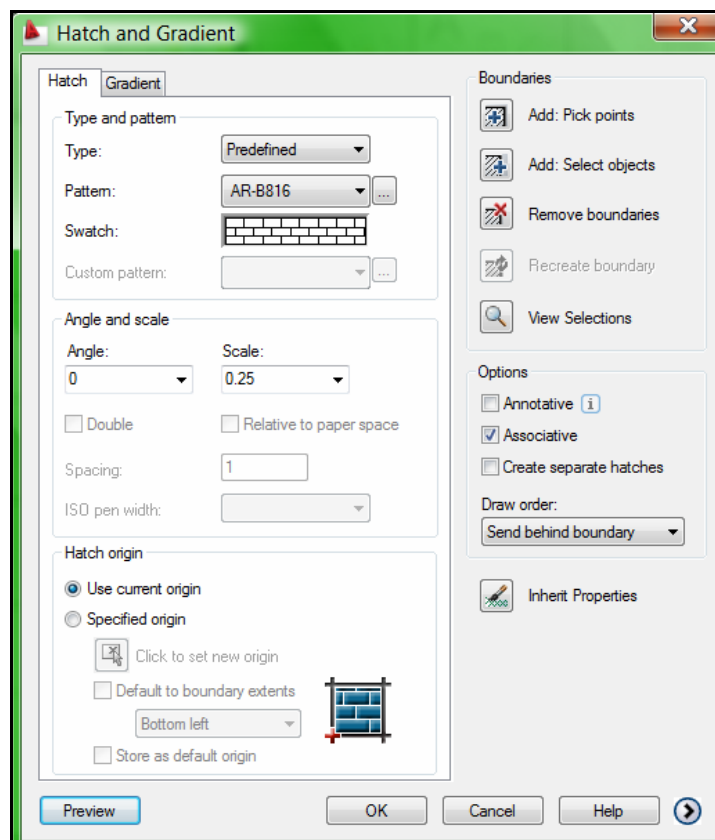 Hatch and Gradient
Hatch Gradient
Type and pattern
Type: Predefined
Pattern: AR-B816 ...
Swatch:
Custom pattern: ...
Angle and scale
Angle: Scale:
0 0.25
Double Relative to paper space
Spacing: 1
ISO pen width:
Hatch origin
Use current origin
Specified origin
Click to set new origin
Default to boundary extents
Bottom left
Store as default origin
Boundaries
Add: Pick points
Add: Select objects
Remove boundaries
Recreate boundary
View Selections
Options
Annotative i
Associative
Create separate hatches
Draw order:
Send behind boundary
Inherit Properties
Preview OK Cancel Help